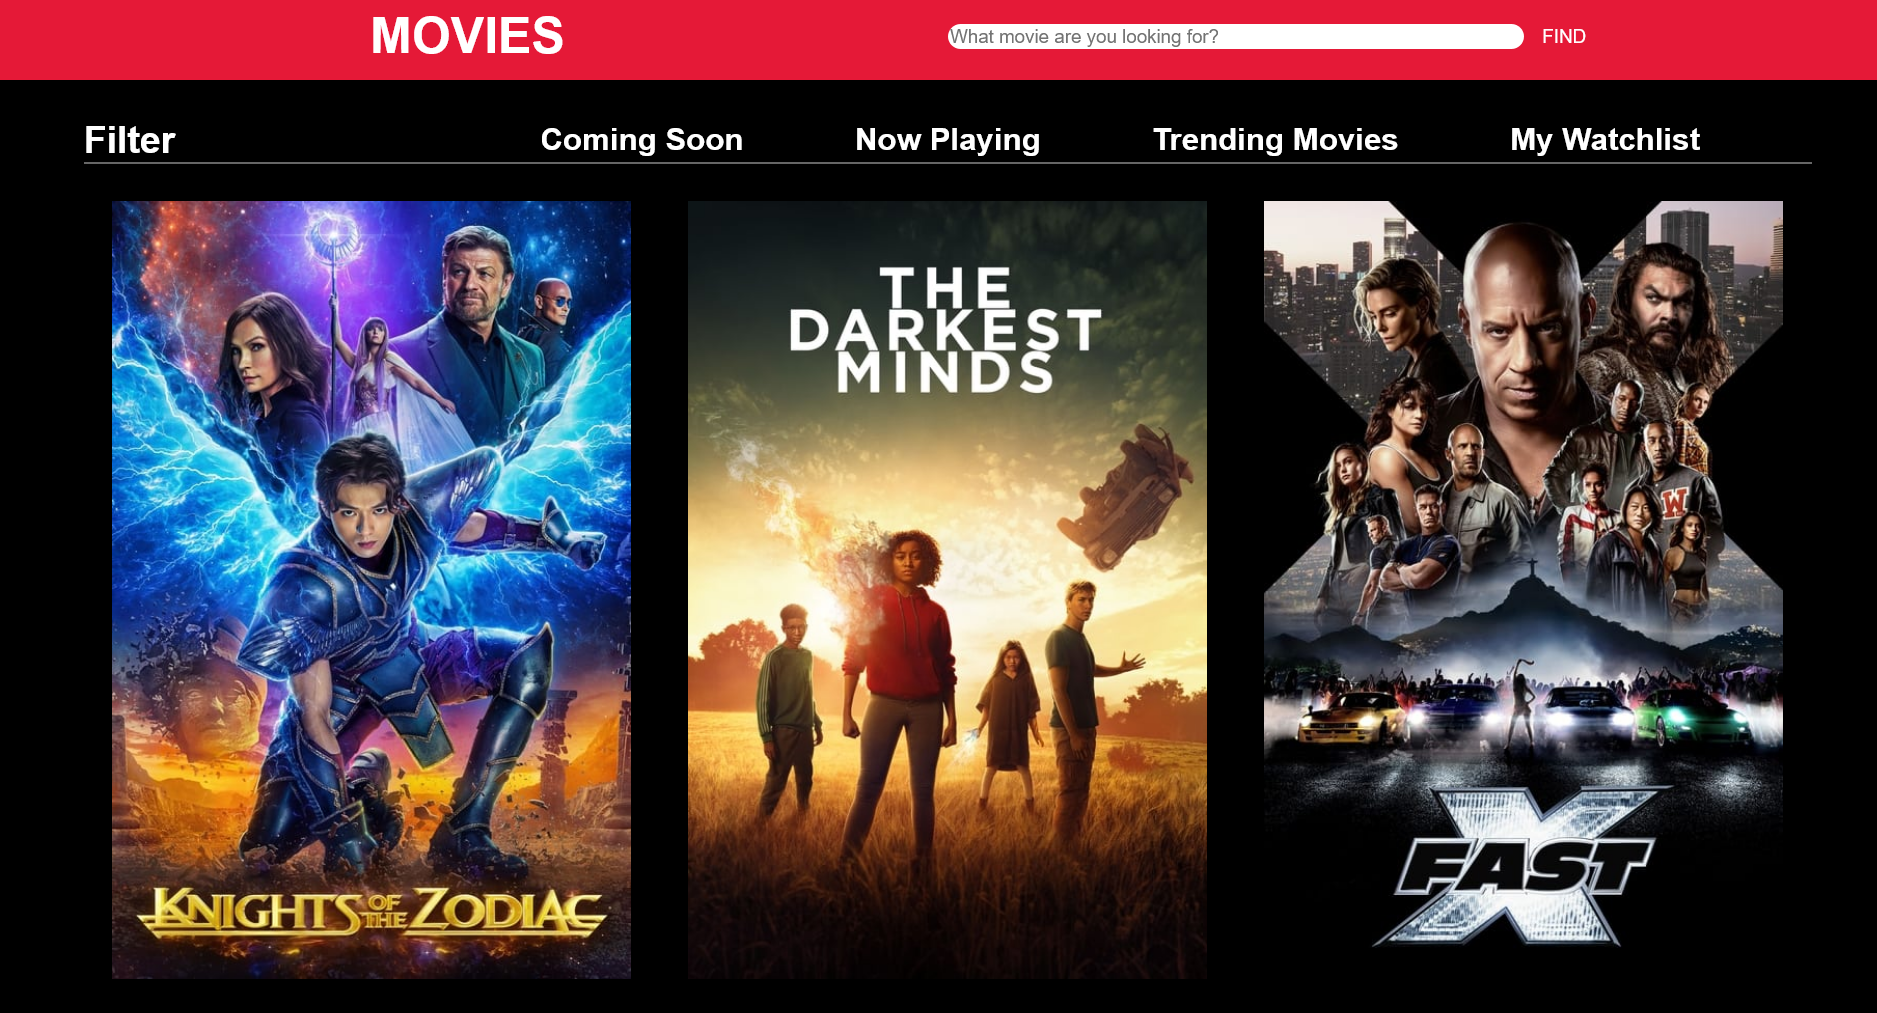 MOVIES
What movie are you looking for?
FIND
Filter
Coming Soon
Now Playing
Trending Movies
My Watchlist
KNIGHTS OF THE ZODIAC
THE
DARKEST
MINDS
W
FAST X